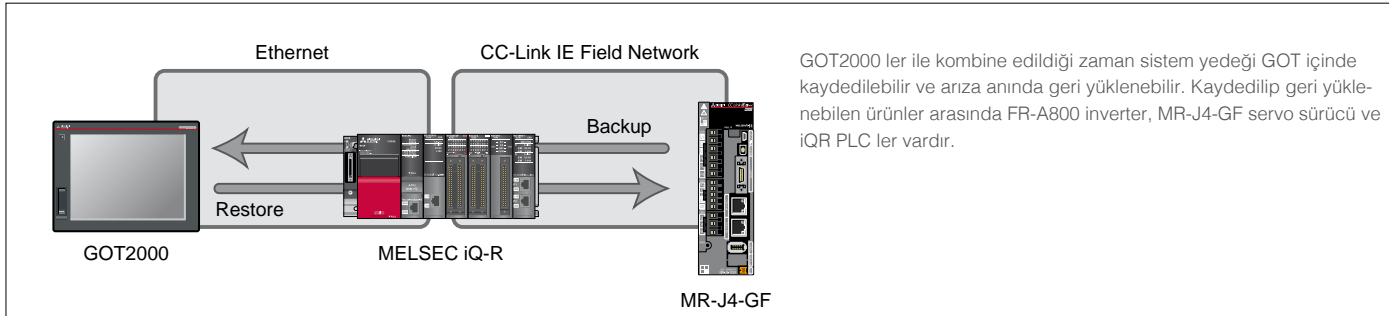 Ethernet
CC-Link IE Field Network
Backup
Restore
GOT2000
MELSEC iQ-R
MR-J4-GF
GOT2000 ler ile kombine edildiği zaman sistem yedeği GOT içinde
kaydedilebilir ve arıza anında geri yüklenebilir. Kaydedilip geri yükle-
nebilen ürünler arasında FR-A800 inverter, MR-J4-GF servo sürücü ve
iQR PLC ler vardır.